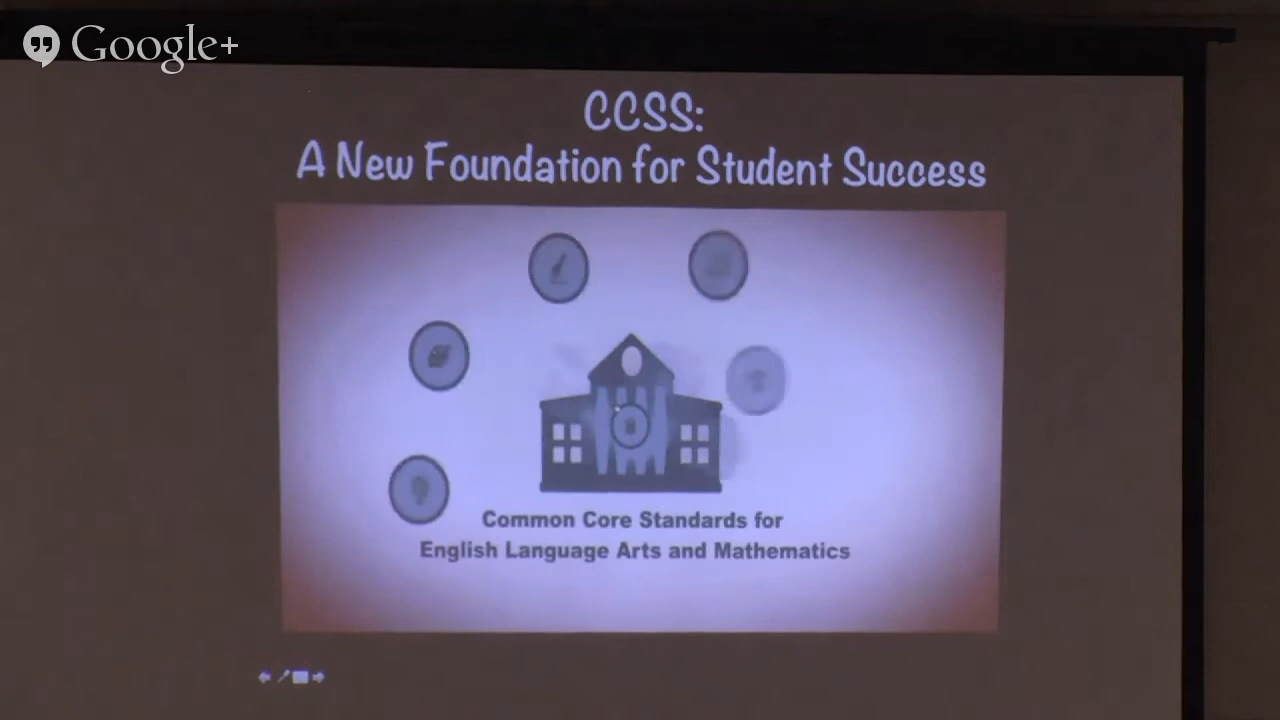 Google+
CCSS:
A New Foundation for Student Success
Common Core Standards for
English Language Arts and Mathematics